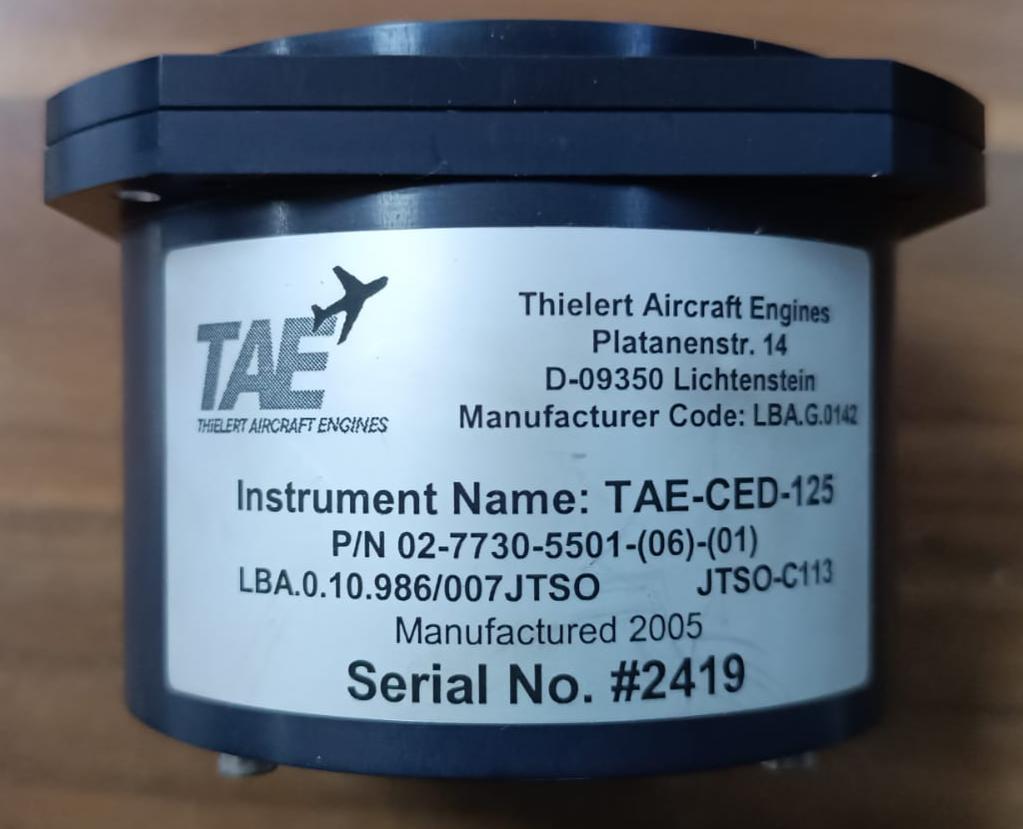 TAE
THIELERT AIRCRAFT ENGINES
Thielert Aircraft Engines
Platanenstr. 14
D-09350 Lichtenstein
Manufacturer Code: LBA.G.0142
Instrument Name: TAE-CED-125
P/N 02-7730-5501-(06)-(01)
LBA.0.10.986/007JTSO JTSO-C113
Manufactured 2005
Serial No. #2419